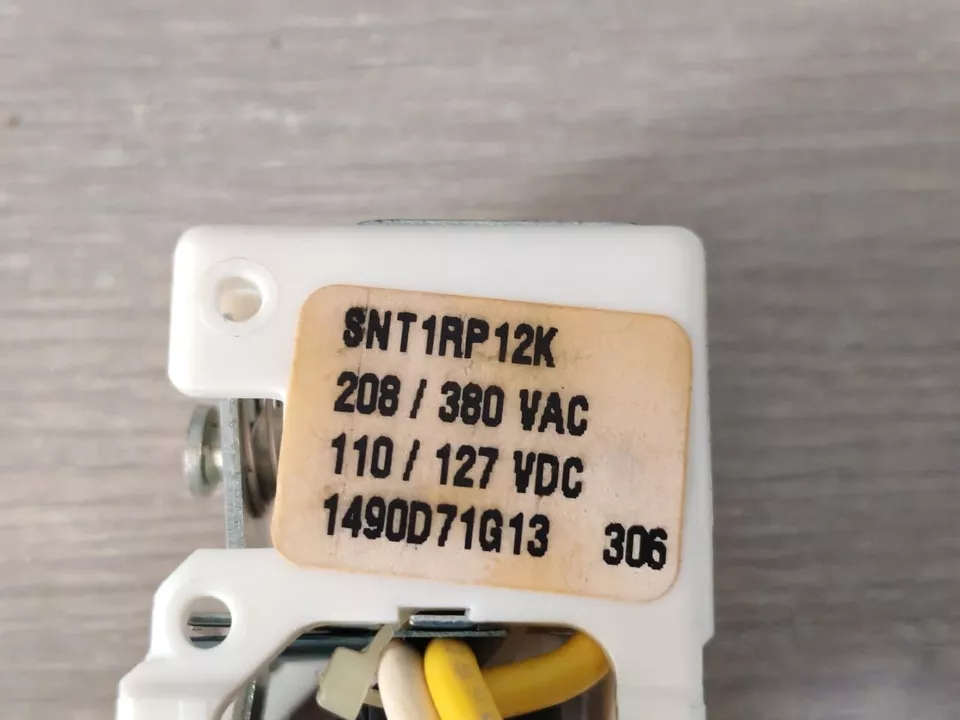 SNT1RP12K
208 / 380 VAC
110 / 127 VDC
1490D71G13 306